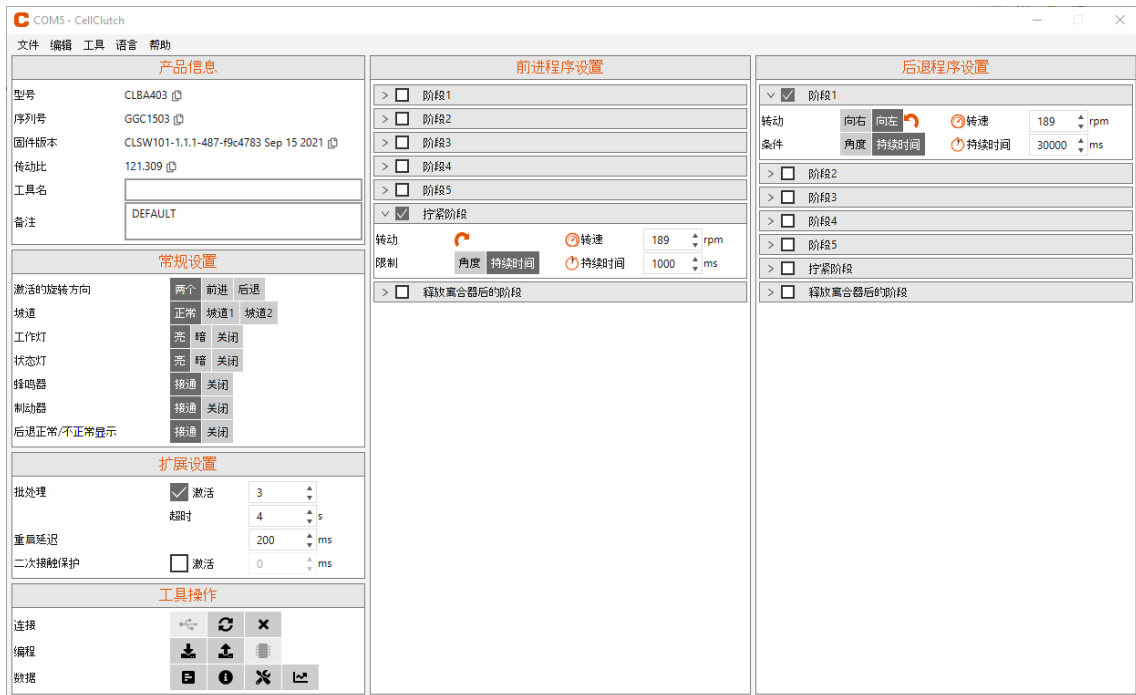 COM5 - CellClutch
文件 编辑 工具 语言 帮助
产品信息
型号 CLBA403
序列号 GGC1503
固件版本 CLSW101-1.1.1-487-f9c4783 Sep 15 2021
传动比 121.309
工具名
备注 DEFAULT
常规设置
激活的旋转方向 两个 前进 后退
坡道 正常 坡道1 坡道2
工作灯 亮 暗 关闭
状态灯 亮 暗 关闭
蜂鸣器 接通 关闭
制动器 接通 关闭
后退正常/不正常显示 接通 关闭
扩展设置
批处理 激活 3
超时 4 s
重启延迟 200 ms
二次接触保护 激活 0 ms
工具操作
连接
编程
数据
前进程序设置
阶段1
阶段2
阶段3
阶段4
阶段5
拧紧阶段
转动 转速 189 rpm
限制 角度 持续时间 持续时间 1000 ms
释放离合器后的阶段
后退程序设置
阶段1
转动 向右 向左 转速 189 rpm
条件 角度 持续时间 持续时间 30000 ms
阶段2
阶段3
阶段4
阶段5
拧紧阶段
释放离合器后的阶段